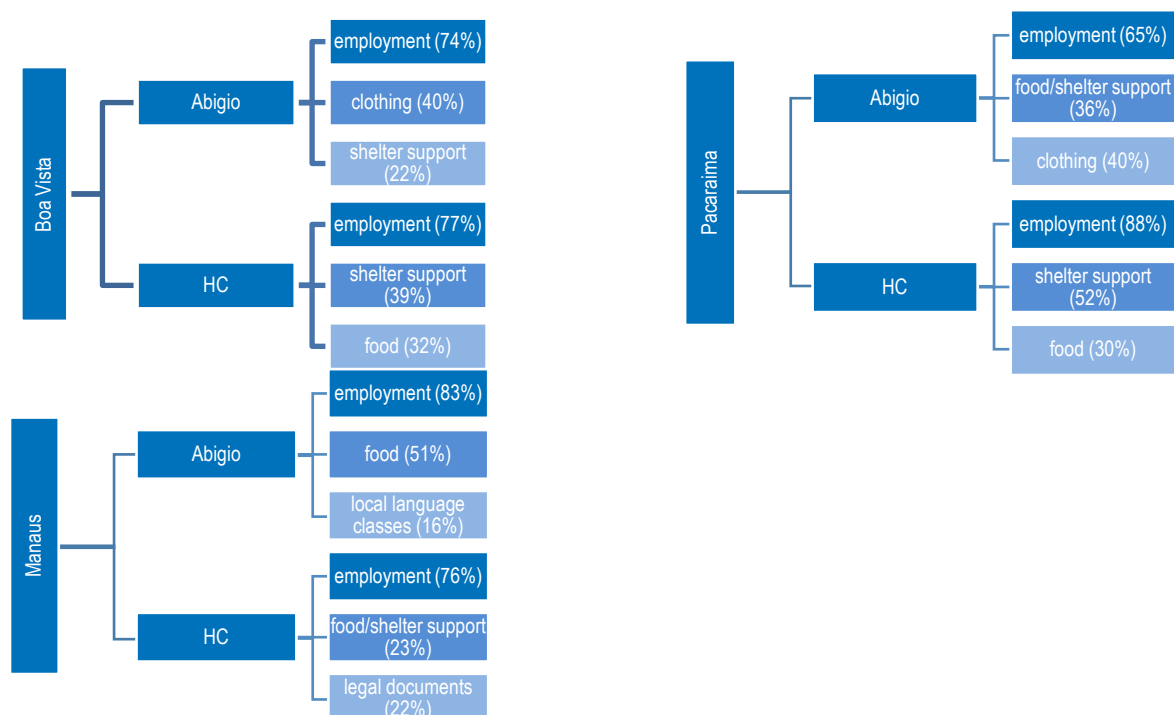 Boa Vista
Abigio
employment (74%)
clothing (40%)
shelter support
(22%)
HC
employment (77%)
shelter support
(39%)
food (32%)
Manaus
Abigio
employment (83%)
food (51%)
local language
classes (16%)
HC
employment (76%)
food/shelter support
(23%)
legal documents
(22%)
Pacaraima
Abigio
employment (65%)
food/shelter support
(36%)
clothing (40%)
HC
employment (88%)
shelter support
(52%)
food (30%)